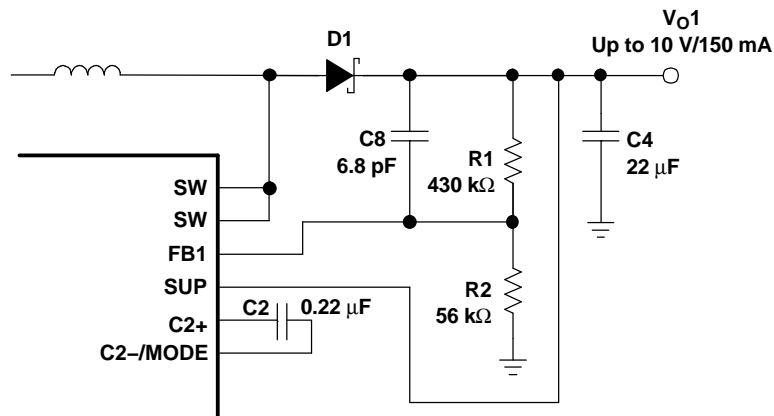 V_O1
Up to 10 V/150 mA
D1
C8
6.8 pF
R1
430 kΩ
C4
22 μF
SW
SW
FB1
SUP
C2+
C2–/MODE
C2
0.22 μF
R2
56 kΩ